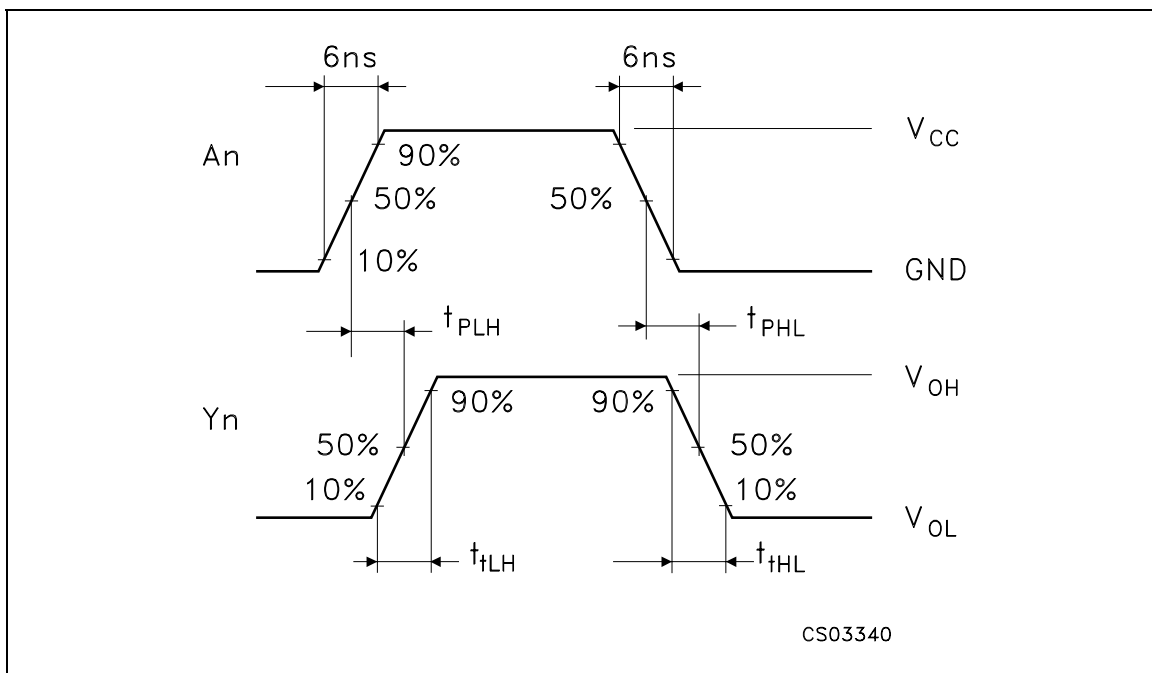 6ns 6ns
An 90% V_CC
50% 50%
10% GND
t_PLH t_PHL
Yn 90% 90% V_OH
50% 50%
10% 10% V_OL
t_tLH t_tHL
CS03340